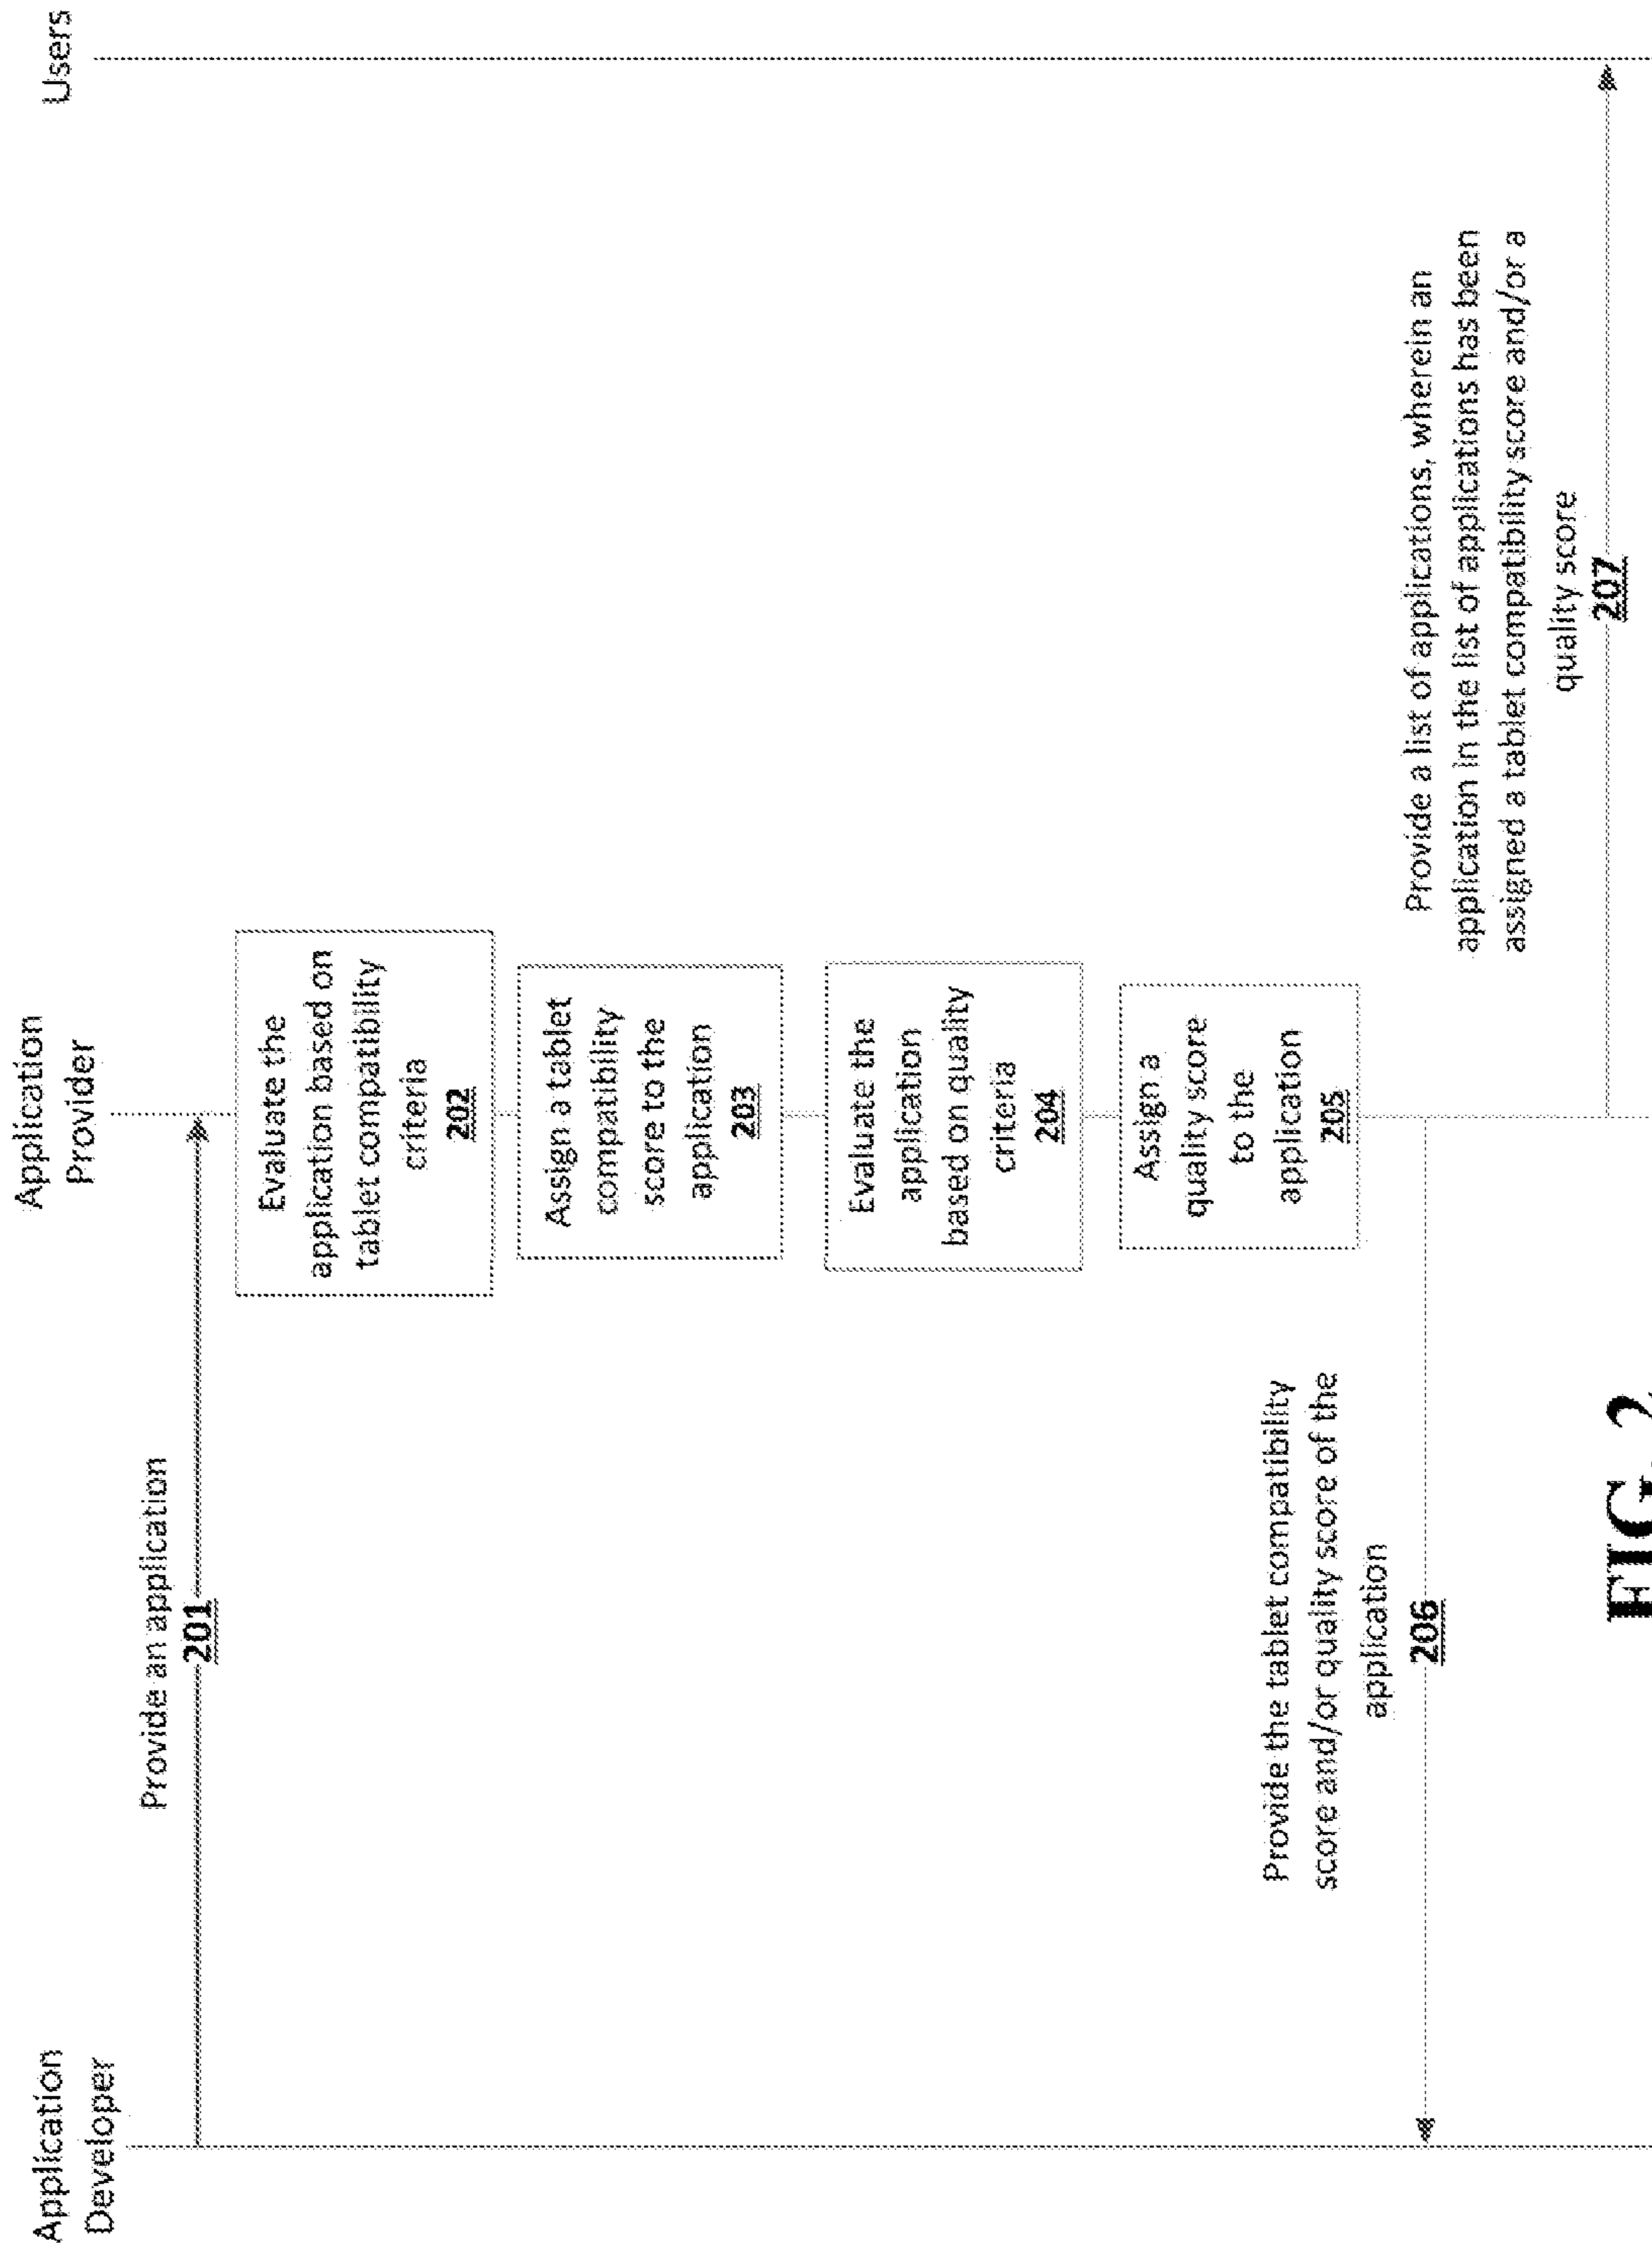 Application
Developer
Application
Provider
Users
Provide an application
201
Evaluate the
application based on
tablet compatibility
criteria
202
Assign a tablet
compatibility
score to the
application
203
Evaluate the
application
based on quality
criteria
204
Assign a
quality score
to the
application
205
Provide the tablet compatibility
score and/or quality score of the
application
206
Provide a list of applications, wherein an
application in the list of applications has been
assigned a tablet compatibility score and/or a
quality score
207
FIG. 2